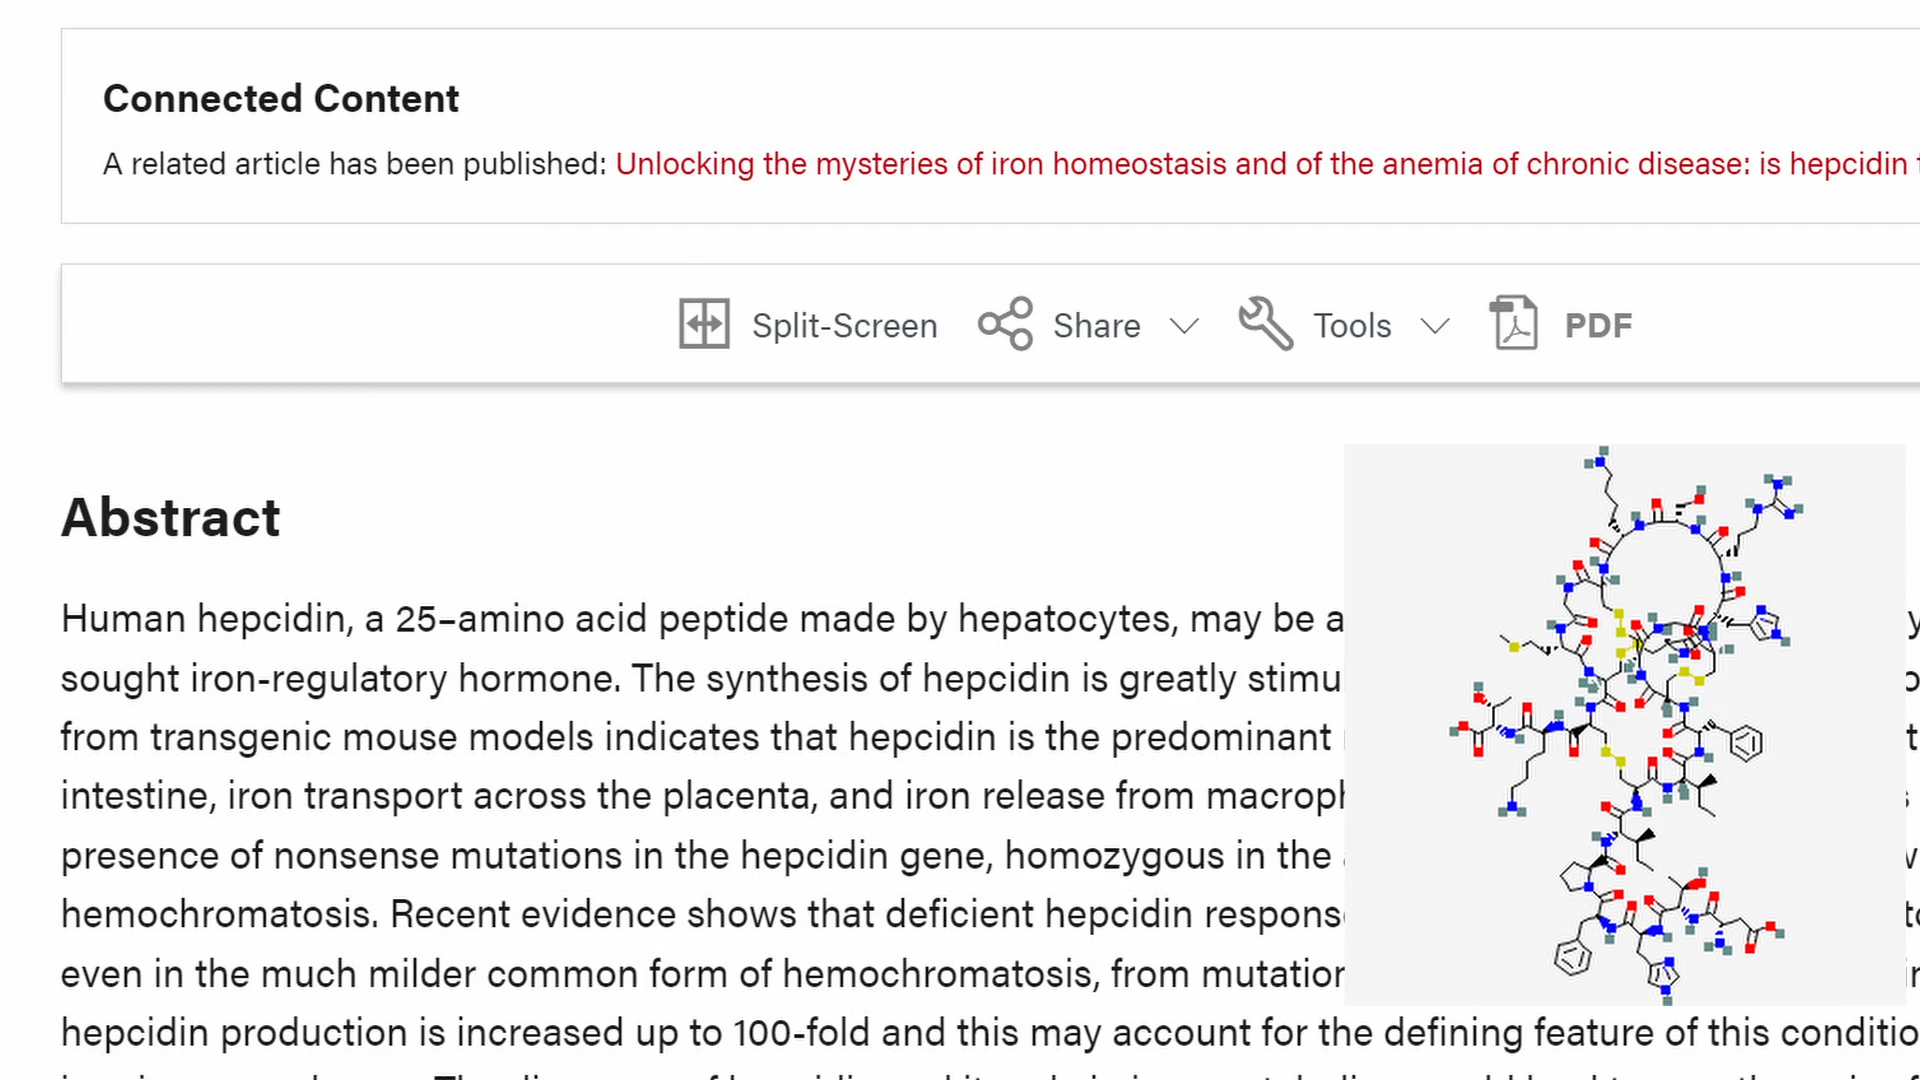 Connected Content
A related article has been published: Unlocking the mysteries of iron homeostasis and of the anemia of chronic disease: is hepcidin
Split-Screen Share Tools PDF
Abstract
Human hepcidin, a 25–amino acid peptide made by hepatocytes, may be a
sought iron-regulatory hormone. The synthesis of hepcidin is greatly
from transgenic mouse models indicates that hepcidin is the predominant
intestine, iron transport across the placenta, and iron release from
presence of nonsense mutations in the hepcidin gene, homozygous in the
hemochromatosis. Recent evidence shows that deficient hepcidin
even in the much milder common form of hemochromatosis, from
hepcidin production is increased up to 100-fold and this may account for the defining feature of this